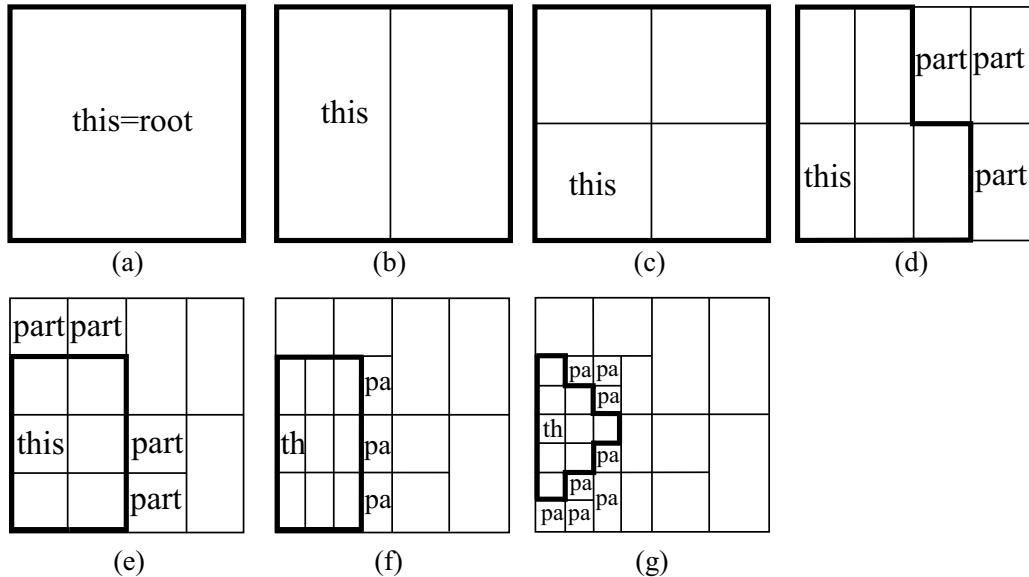 this=root
this
this
part part
this
part
(a)
(b)
(c)
(d)
part part
this
part
part
th
pa
pa
pa
pa pa
pa
th
pa
pa
pa
pa pa
(e)
(f)
(g)